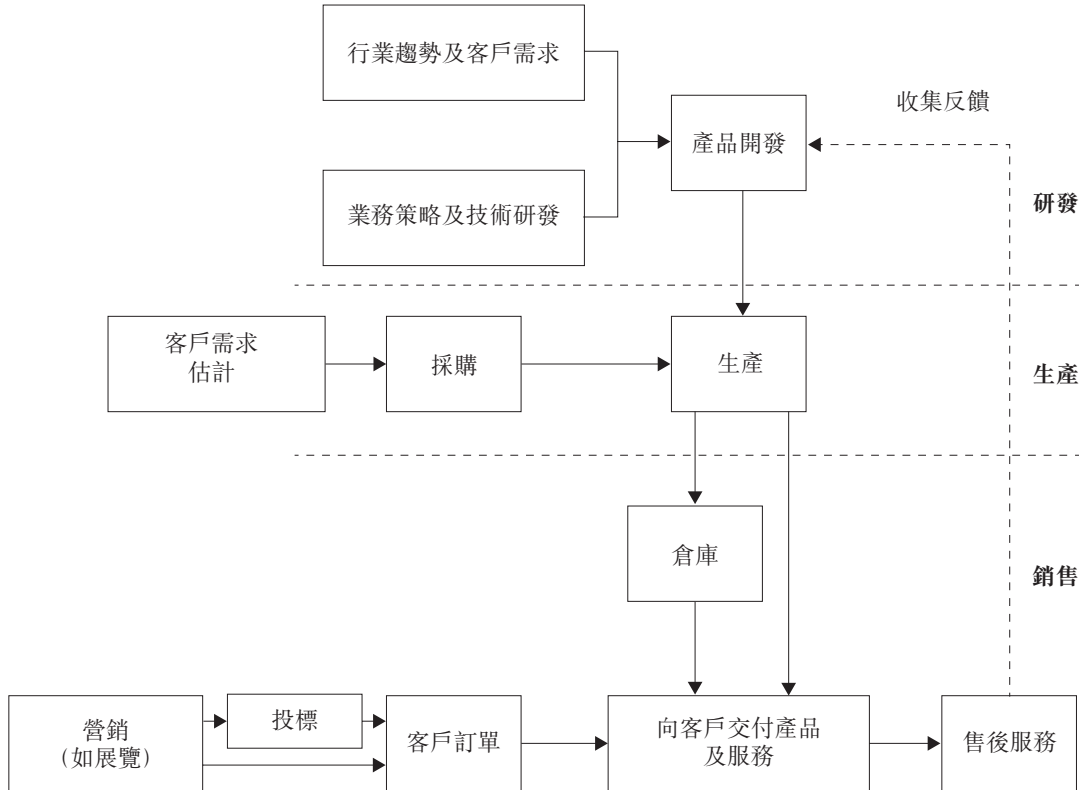 行業趨勢及客戶需求
收集反饋
產品開發
業務策略及技術研發
研發
客戶需求
估計
採購
生產
生產
倉庫
銷售
營銷
(如展覽)
投標
客戶訂單
向客戶交付產品
及服務
售後服務